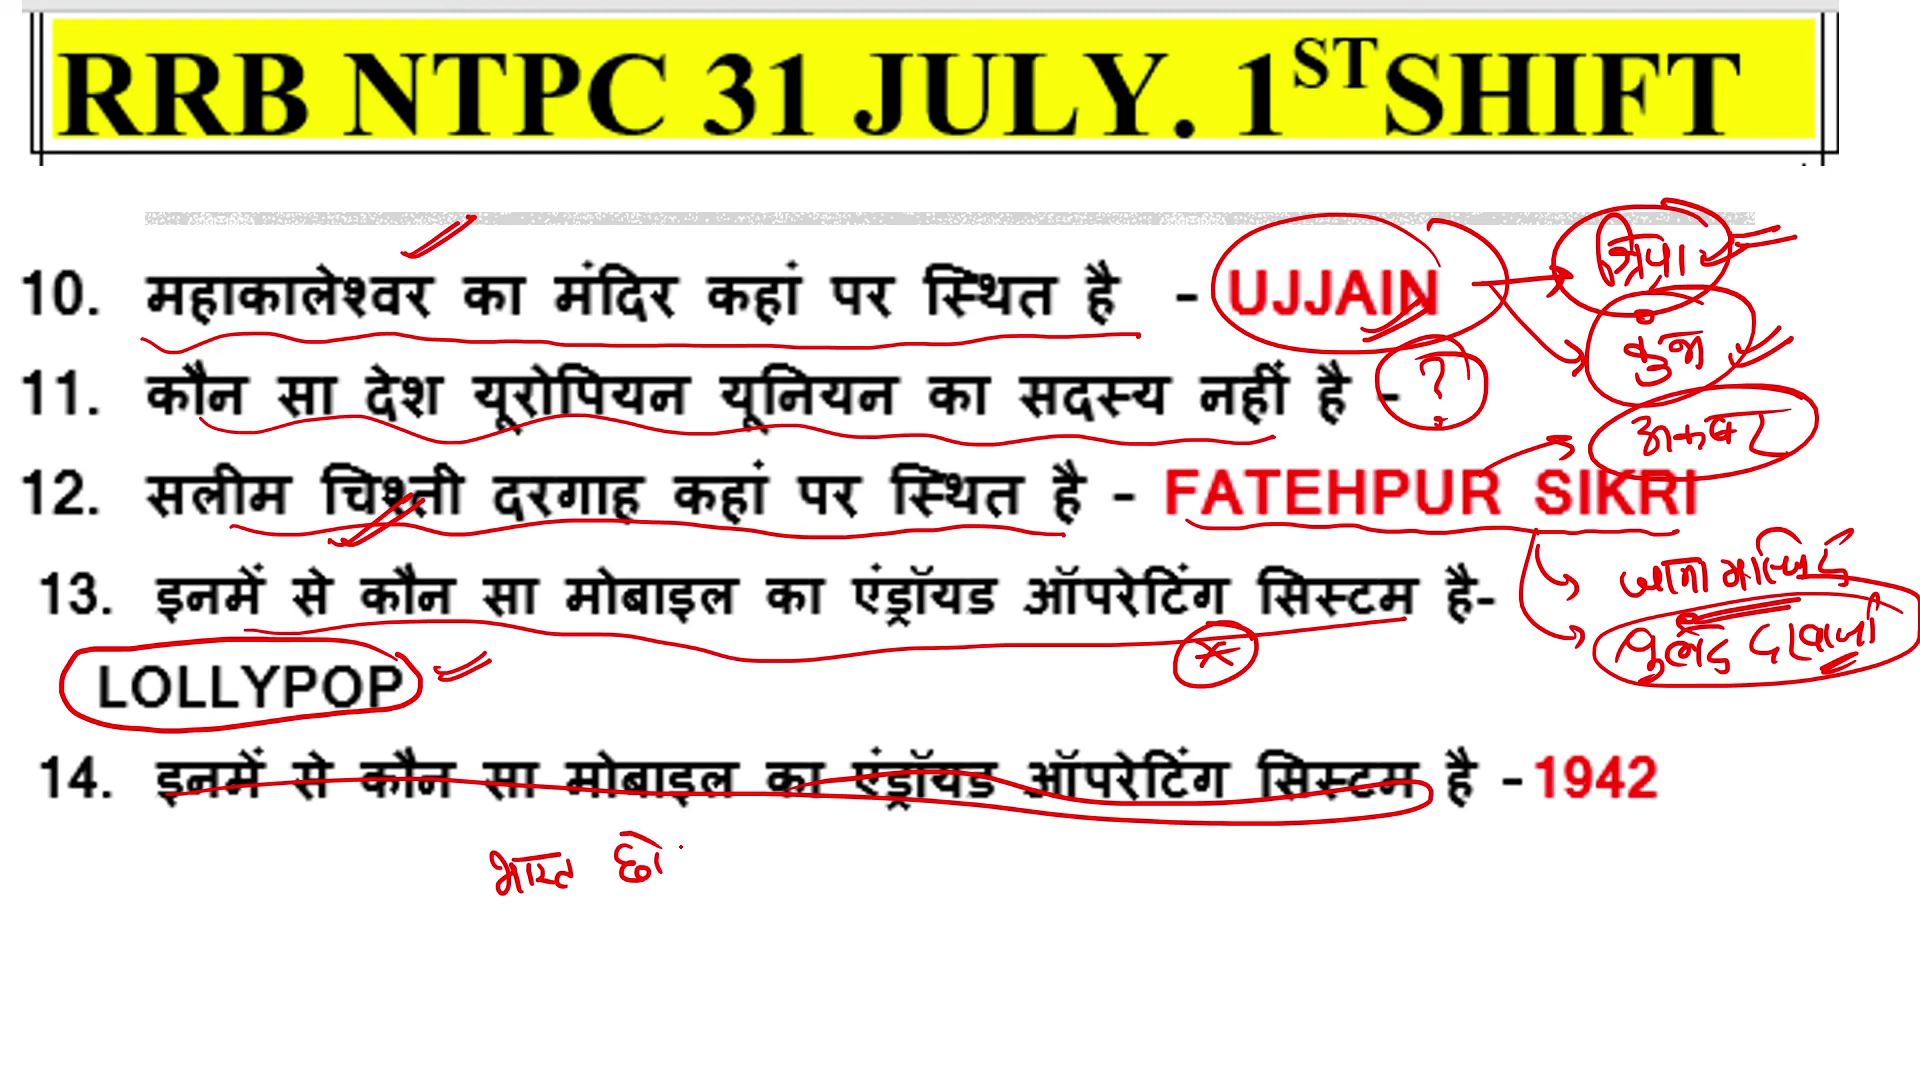 RRB NTPC 31 JULY. 1ST SHIFT
10. महाकालेश्वर का मंदिर कहां पर स्थित है - UJJAIN
क्षिप्रा
कुंभ
11. कौन सा देश यूरोपियन यूनियन का सदस्य नहीं है - ?
अकबर
12. सलीम चिश्ती दरगाह कहां पर स्थित है - FATEHPUR SIKRI
13. इनमें से कौन सा मोबाइल का एंड्रॉयड ऑपरेटिंग सिस्टम है-
जामा मस्जिद
बुलंद दरवाजा
LOLLYPOP
14. इनमें से कौन सा मोबाइल का एंड्रॉयड ऑपरेटिंग सिस्टम है - 1942
भारत छो